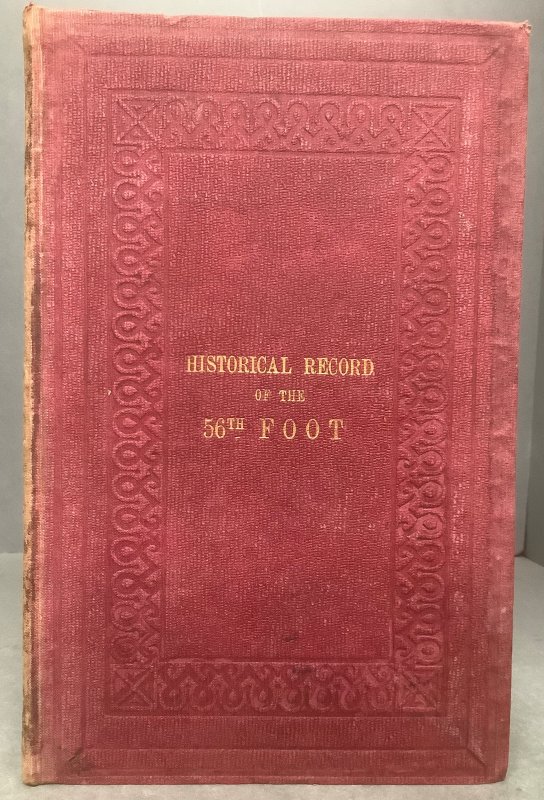 HISTORICAL RECORD
OF THE
56TH FOOT